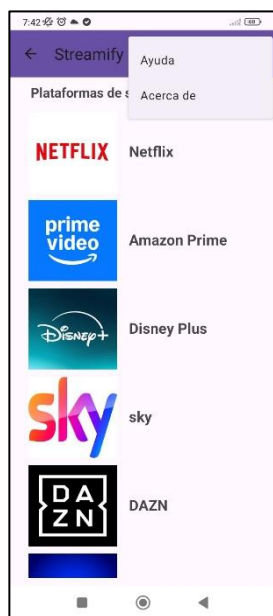 7:42
Streamify
Ayuda
Plataformas de s
Acerca de
NETFLIX
Netflix
prime
video
Amazon Prime
Disney+
Disney Plus
sky
sky
DA
ZN
DAZN